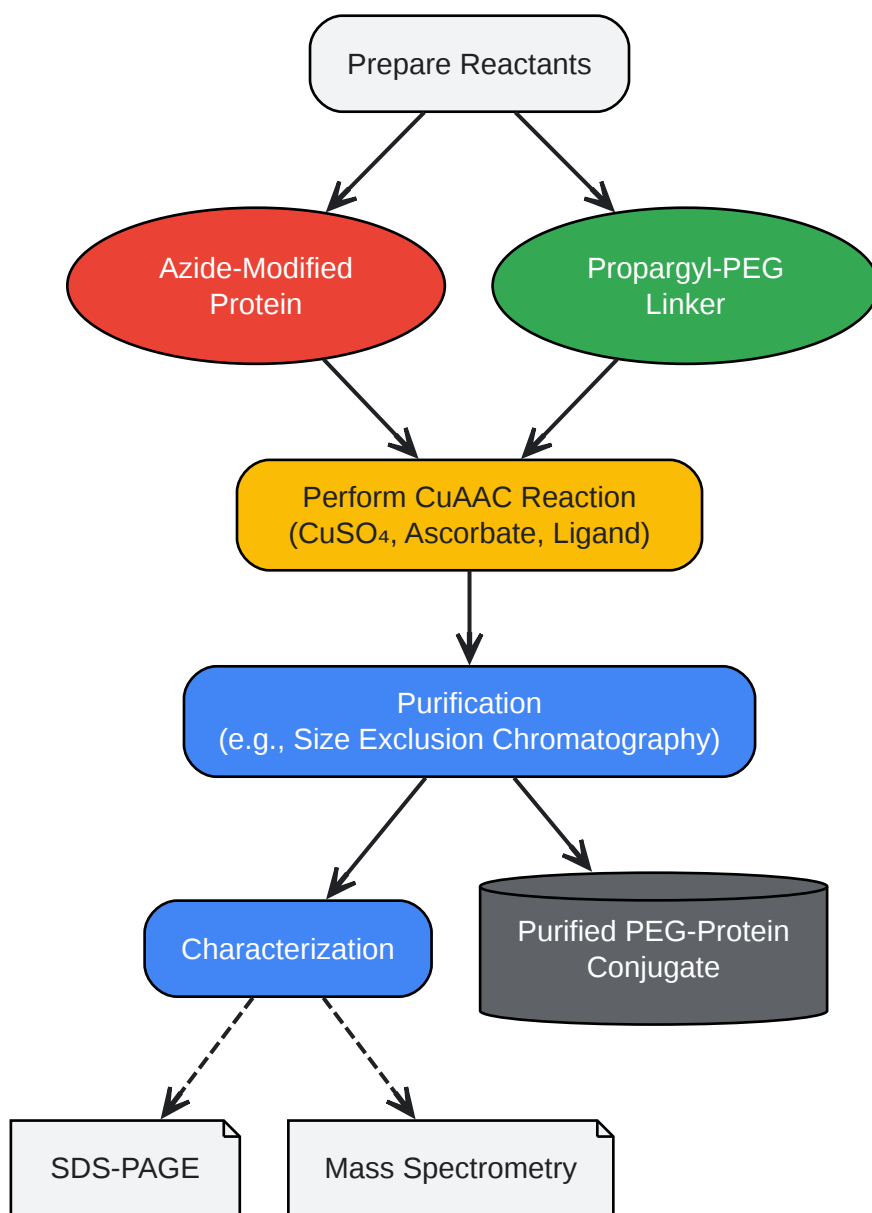 Prepare Reactants
Azide-Modified
Protein
Propargyl-PEG
Linker
Perform CuAAC Reaction
(CuSO₄, Ascorbate, Ligand)
Purification
(e.g., Size Exclusion Chromatography)
Characterization
Purified PEG-Protein
Conjugate
SDS-PAGE
Mass Spectrometry